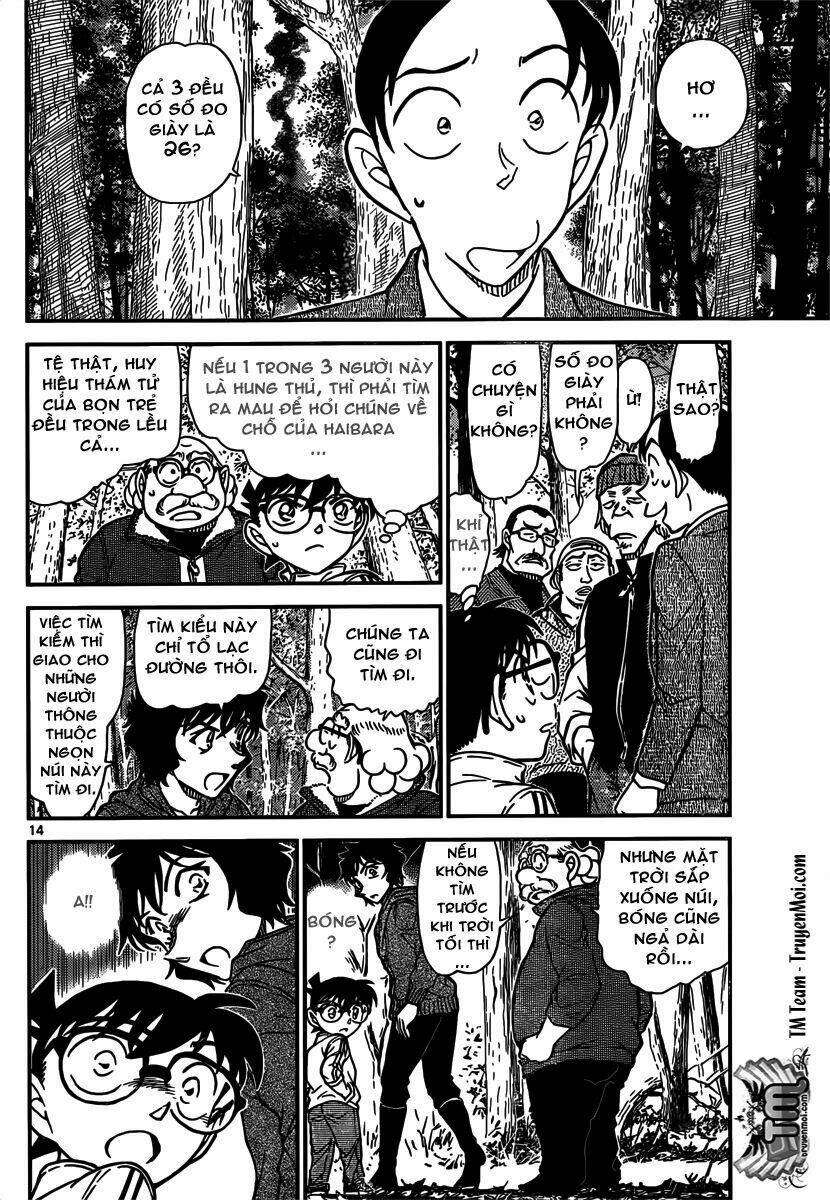 HƠ
...
CẢ 3 ĐỀU
CÓ SỐ ĐO
GIÀY LÀ
26?
THẬT
SAO?
Ừ!
SỐ ĐO
GIÀY
PHẢI
KHÔNG
?
CÓ
CHUYỆN
GÌ
KHÔNG?
KHỈ
THẬT
...
NẾU 1 TRONG 3 NGƯỜI NÀY
LÀ HUNG THỦ, THÌ PHẢI TÌM
RA MAU ĐỂ HỎI CHÚNG VỀ
CHỖ CỦA HAIBARA
...
TỆ THẬT, HUY
HIỆU THÁM TỬ
CỦA BỌN TRẺ
ĐỀU TRONG LỀU
CẢ...
CHÚNG TA
CŨNG ĐI
TÌM ĐI.
TÌM KIỂU NÀY
CHỈ TỔ LẠC
ĐƯỜNG THÔI.
VIỆC TÌM
KIẾM THÌ
GIAO CHO
NHỮNG
NGƯỜI
THÔNG
THUỘC
NGỌN
NÚI NÀY
TÌM ĐI.
14
NHƯNG MẶT
TRỜI SẮP
XUỐNG NÚI,
BÓNG CŨNG
NGẢ DÀI
RỒI...
NẾU
KHÔNG
TÌM
TRƯỚC
KHI TRỜI
TỐI THÌ
...
BÓNG
?
A!!
TM Team - TruyenMoi.com
TM
truyenmoi.com